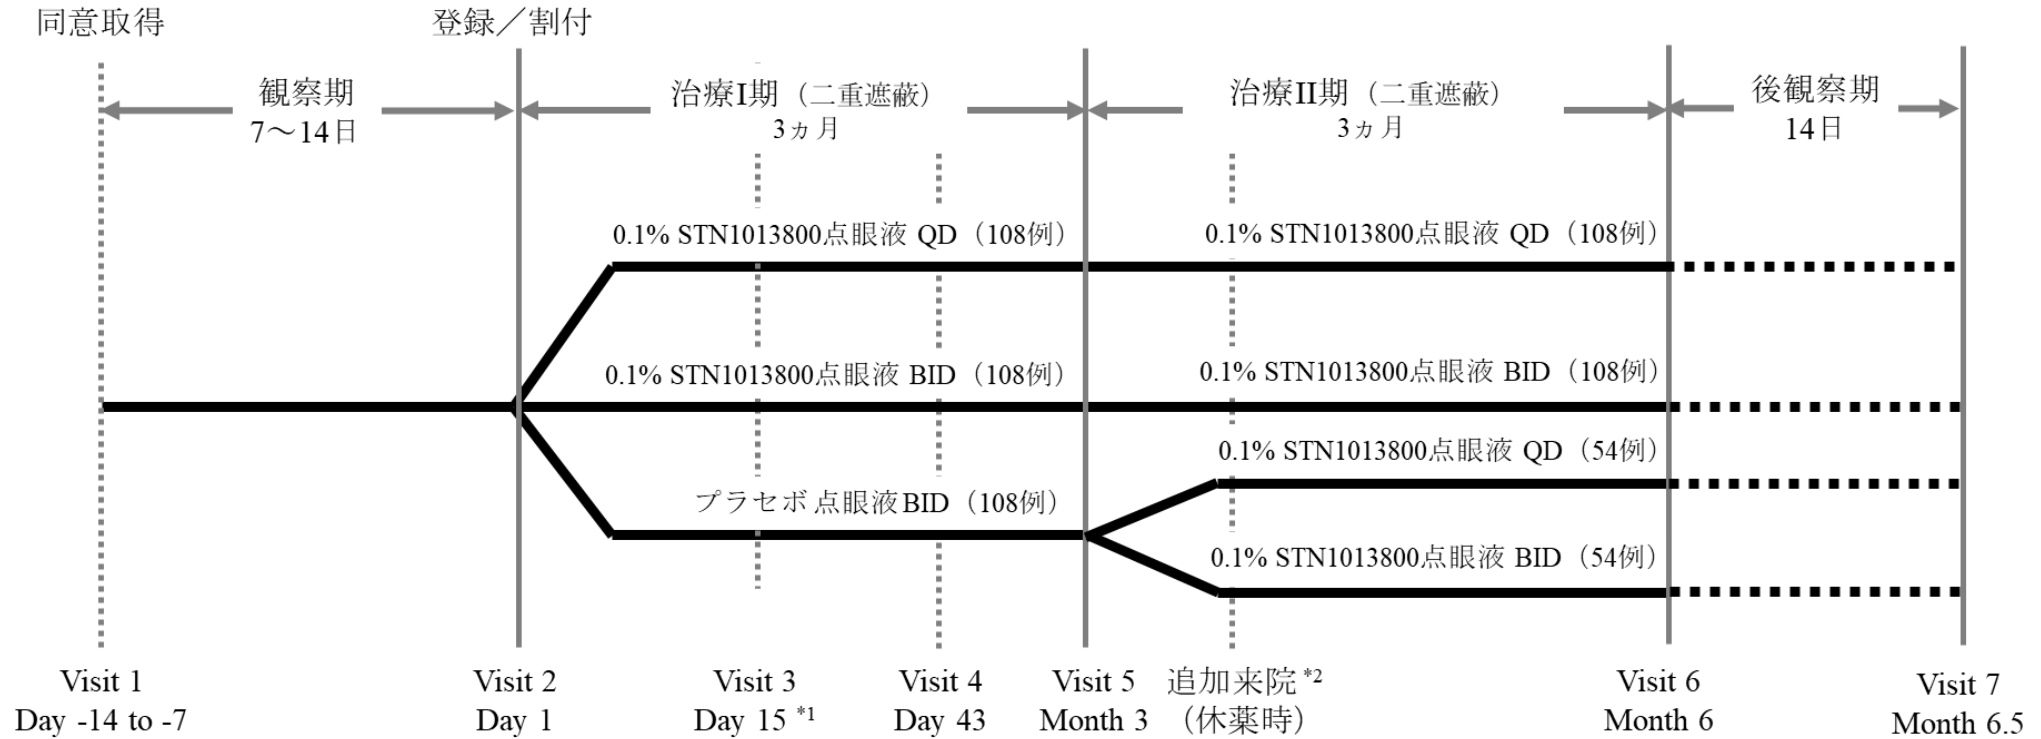 同意取得
登録／割付
観察期
7～14日
治療I期（二重遮蔽）
3ヵ月
治療II期（二重遮蔽）
3ヵ月
後観察期
14日
0.1% STN1013800点眼液 QD（108例）
0.1% STN1013800点眼液 QD（108例）
0.1% STN1013800点眼液 BID（108例）
0.1% STN1013800点眼液 BID（108例）
0.1% STN1013800点眼液 QD（54例）
プラセボ点眼液BID（108例）
0.1% STN1013800点眼液 BID（54例）
Visit 1
Day -14 to -7
Visit 2
Day 1
Visit 3
Day 15 *1
Visit 4
Day 43
Visit 5
Month 3
追加来院 *2
（休薬時）
Visit 6
Month 6
Visit 7
Month 6.5